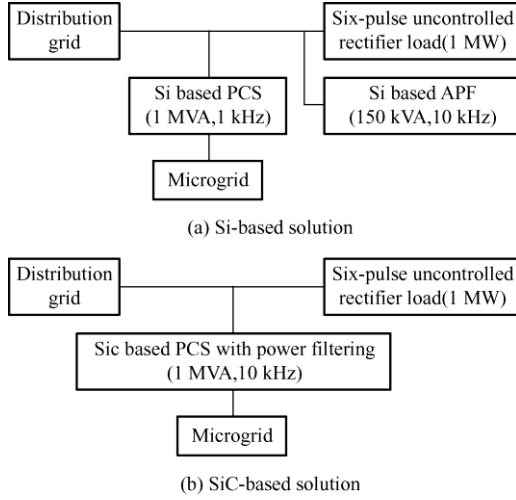 Distribution
grid
Six-pulse uncontrolled
rectifier load(1 MW)
Si based PCS
(1 MVA,1 kHz)
Si based APF
(150 kVA,10 kHz)
Microgrid
(a) Si-based solution
Distribution
grid
Six-pulse uncontrolled
rectifier load(1 MW)
Sic based PCS with power filtering
(1 MVA,10 kHz)
Microgrid
(b) SiC-based solution